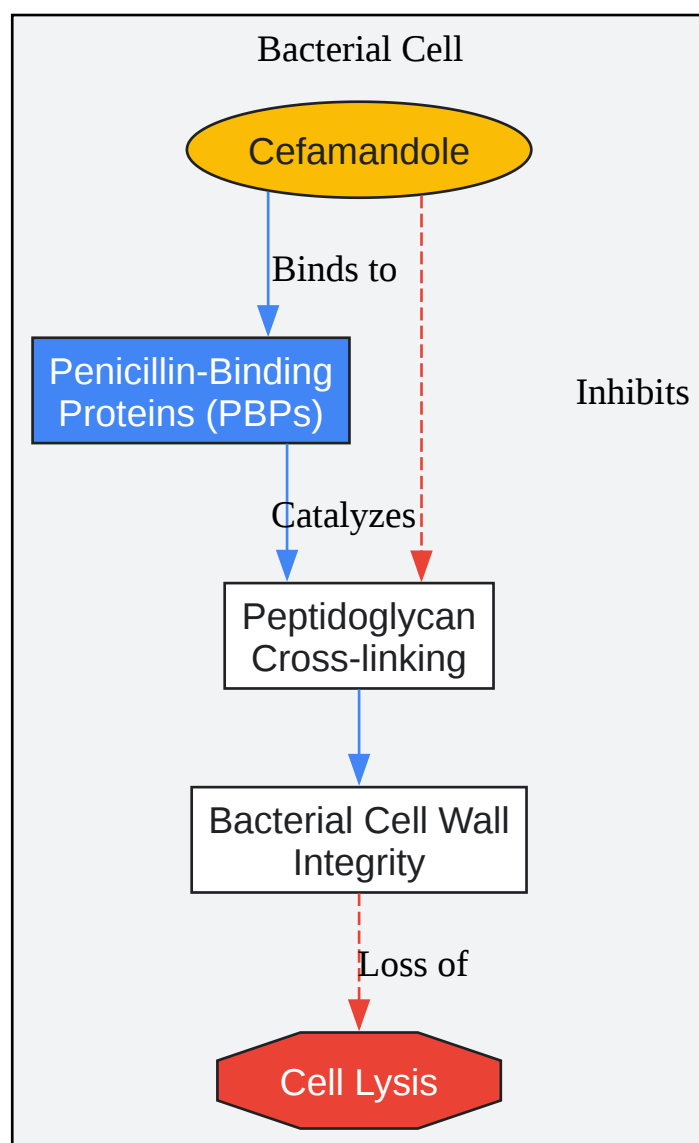 Bacterial Cell
Cefamandole
Binds to
Penicillin-Binding
Proteins (PBPs)
Inhibits
Catalyzes
Peptidoglycan
Cross-linking
Bacterial Cell Wall
Integrity
Loss of
Cell Lysis